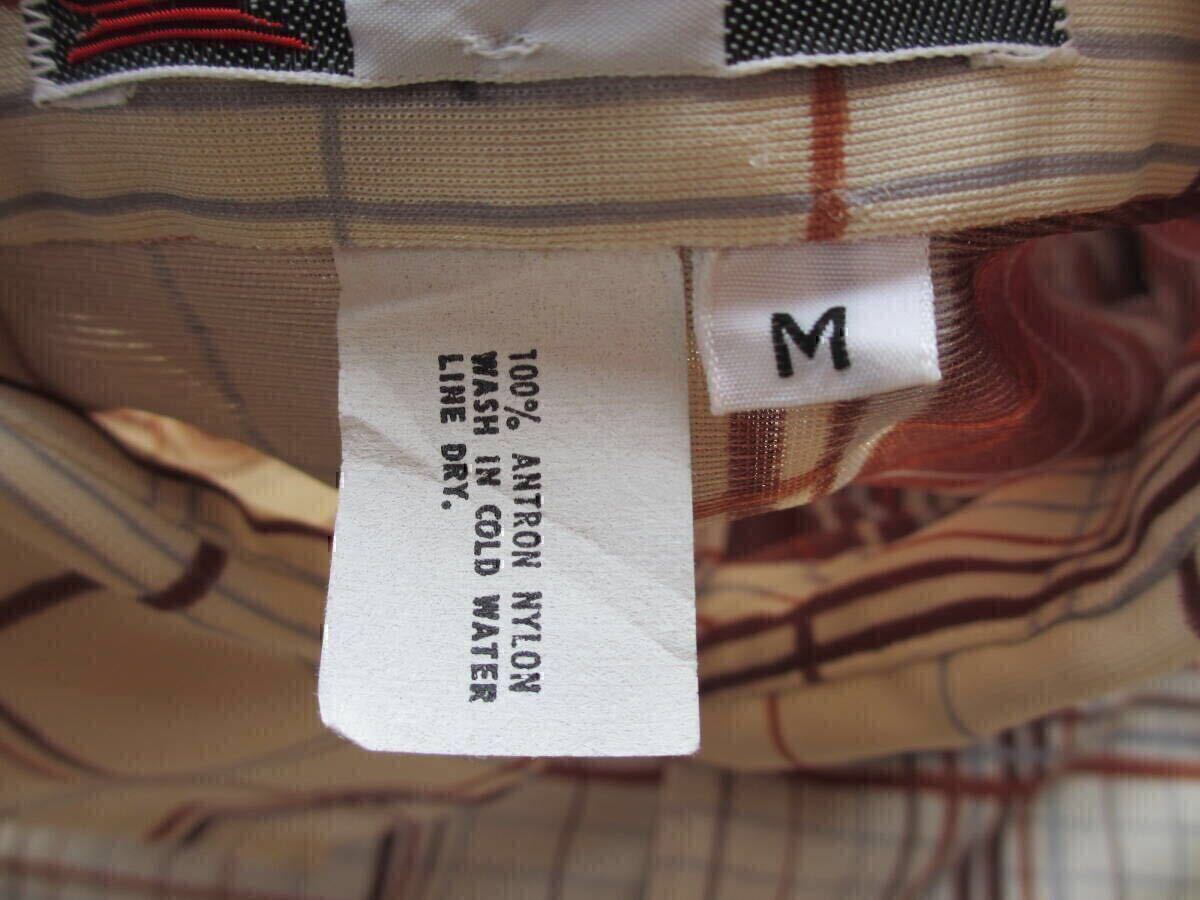 100% ANTRON NYLON
WASH IN COLD WATER
LINE DRY.
M